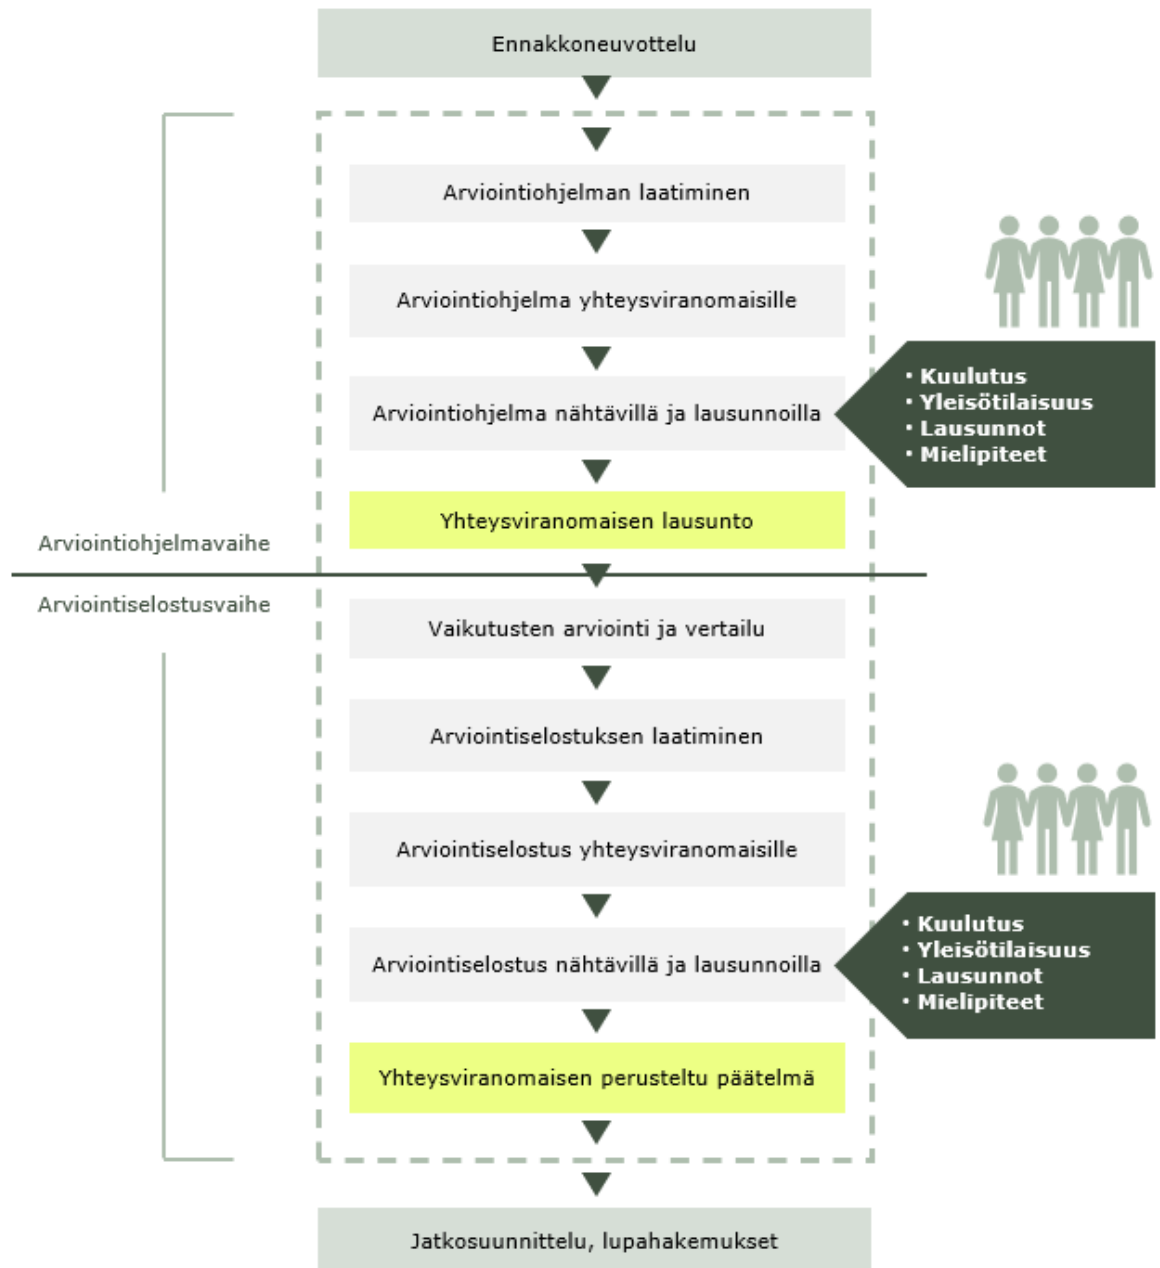 Ennakkoneuvottelu
Arviointiohjelman laatiminen
Arviointiohjelma yhteysviranomaisille
Arviointiohjelma nähtävillä ja lausunnoilla
• Kuulutus
• Yleisötilaisuus
• Lausunnot
• Mielipiteet
Yhteysviranomaisen lausunto
Arviointiohjelmavaihe
Arviointiselostusvaihe
Vaikutusten arviointi ja vertailu
Arviointiselostuksen laatiminen
Arviointiselostus yhteysviranomaisille
Arviointiselostus nähtävillä ja lausunnoilla
• Kuulutus
• Yleisötilaisuus
• Lausunnot
• Mielipiteet
Yhteysviranomaisen perusteltu päätelmä
Jatkosuunnittelu, lupahakemukset